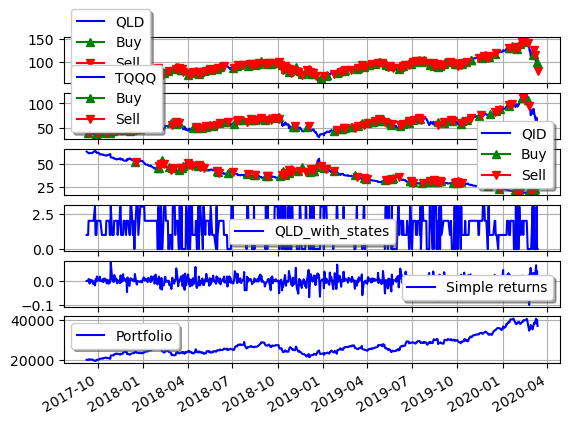 QLD
Buy
Sell
150
100
TQQQ
Buy
Sell
100
50
QID
Buy
Sell
50
25
2.5
0.0
QLD_with_states
0.0
−0.1
Simple returns
40000
20000
Portfolio
2017-10 2018-01 2018-04 2018-07 2018-10 2019-01 2019-04 2019-07 2019-10 2020-01 2020-04